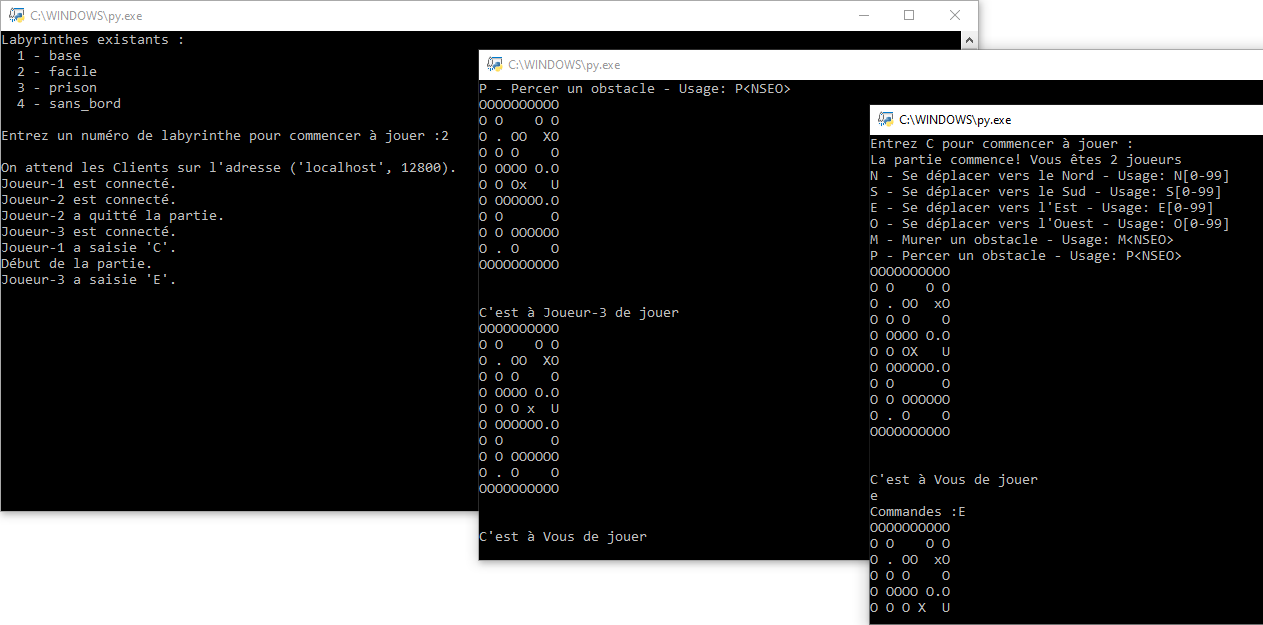 C:\WINDOWS\py.exe
Labyrinthes existants :
  1 - base
  2 - facile
  3 - prison
  4 - sans_bord
Entrez un numéro de labyrinthe pour commencer à jouer :2
On attend les Clients sur l'adresse ('localhost', 12800).
Joueur-1 est connecté.
Joueur-2 est connecté.
Joueur-2 a quitté la partie.
Joueur-3 est connecté.
Joueur-1 a saisie 'C'.
Début de la partie.
Joueur-3 a saisie 'E'.
C:\WINDOWS\py.exe
P - Percer un obstacle - Usage: P<NSEO>
OOOOOOOOOO
O O    O O
O . OO  XO
O O O    O
O OOOO O.O
O O Ox   U
O OOOOOO.O
O O      O
O O OOOOOO
O . O    O
OOOOOOOOOO
C'est à Joueur-3 de jouer
OOOOOOOOOO
O O    O O
O . OO  XO
O O O    O
O OOOO O.O
O O O x  U
O OOOOOO.O
O O      O
O O OOOOOO
O . O    O
OOOOOOOOOO
C'est à Vous de jouer
C:\WINDOWS\py.exe
Entrez C pour commencer à jouer :
La partie commence! Vous êtes 2 joueurs
N - Se déplacer vers le Nord - Usage: N[0-99]
S - Se déplacer vers le Sud - Usage: S[0-99]
E - Se déplacer vers l'Est - Usage: E[0-99]
O - Se déplacer vers l'Ouest - Usage: O[0-99]
M - Murer un obstacle - Usage: M<NSEO>
P - Percer un obstacle - Usage: P<NSEO>
OOOOOOOOOO
O O    O O
O . OO  xO
O O O    O
O OOOO O.O
O O OX   U
O OOOOOO.O
O O      O
O O OOOOOO
O . O    O
OOOOOOOOOO
C'est à Vous de jouer
e
Commandes :E
OOOOOOOOOO
O O    O O
O . OO  xO
O O O    O
O OOOO O.O
O O O X  U